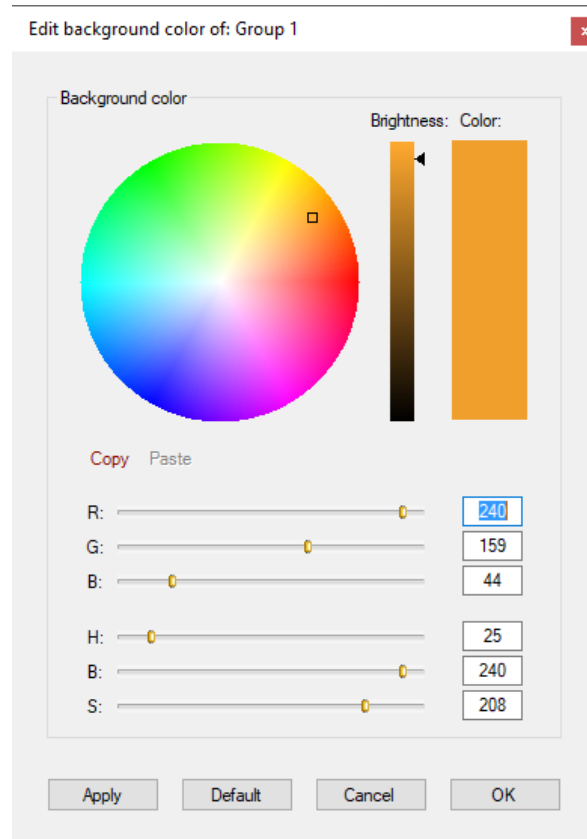 Edit background color of: Group 1
x
Background color
Brightness: Color:
Copy Paste
R: 240
G: 159
B: 44
H: 25
B: 240
S: 208
Apply Default Cancel OK